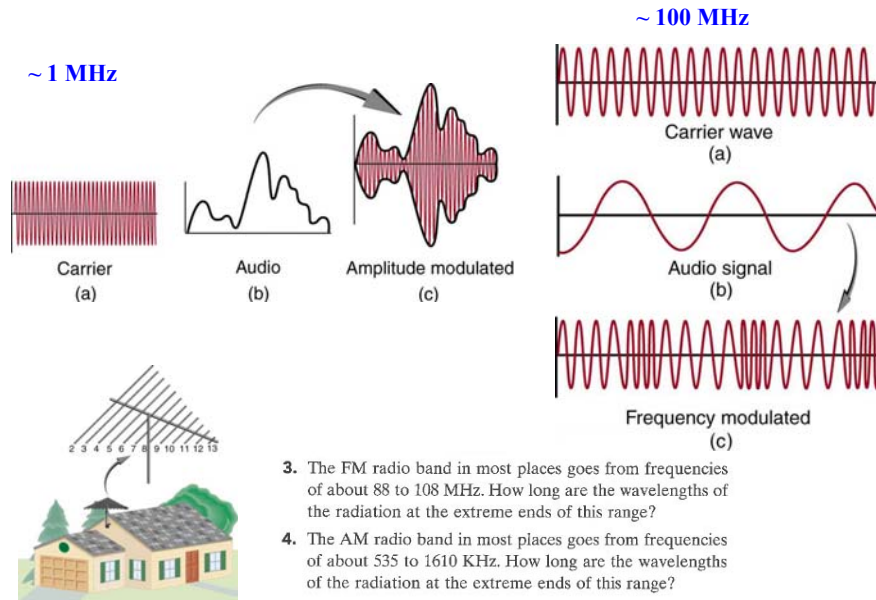 ~ 1 MHz
Carrier
(a)
Audio
(b)
Amplitude modulated
(c)
~ 100 MHz
Carrier wave
(a)
Audio signal
(b)
Frequency modulated
(c)
2 3 4 5 6 7 8 9 10 11 12 13
3. The FM radio band in most places goes from frequencies
of about 88 to 108 MHz. How long are the wavelengths of
the radiation at the extreme ends of this range?
4. The AM radio band in most places goes from frequencies
of about 535 to 1610 KHz. How long are the wavelengths
of the radiation at the extreme ends of this range?